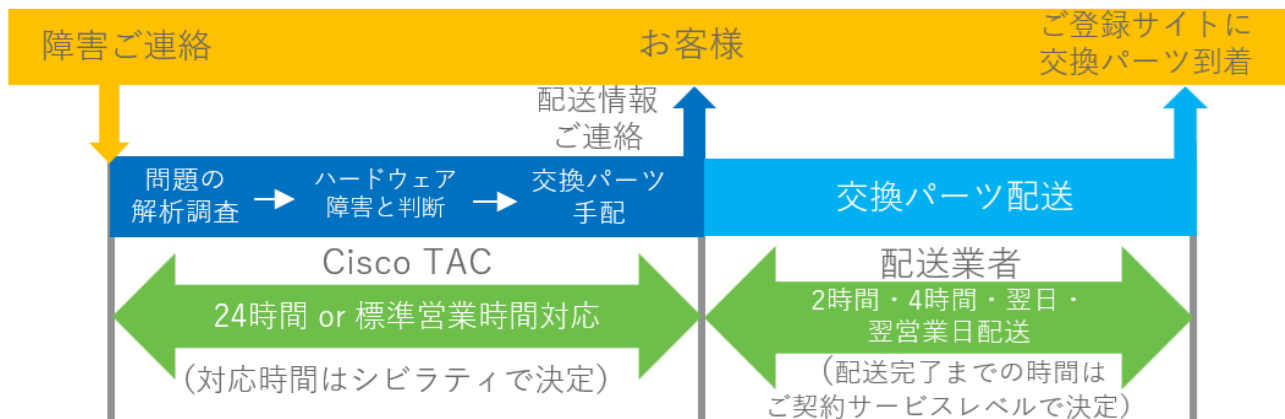 障害ご連絡
お客様
ご登録サイトに
交換パーツ到着
配送情報
ご連絡
問題の
解析調査
ハードウェア
障害と判断
交換パーツ
手配
交換パーツ配送
Cisco TAC
24時間 or 標準営業時間対応
(対応時間はシビラティで決定)
配送業者
2時間・4時間・翌日・
翌営業日配送
(配送完了までの時間は
ご契約サービスレベルで決定)